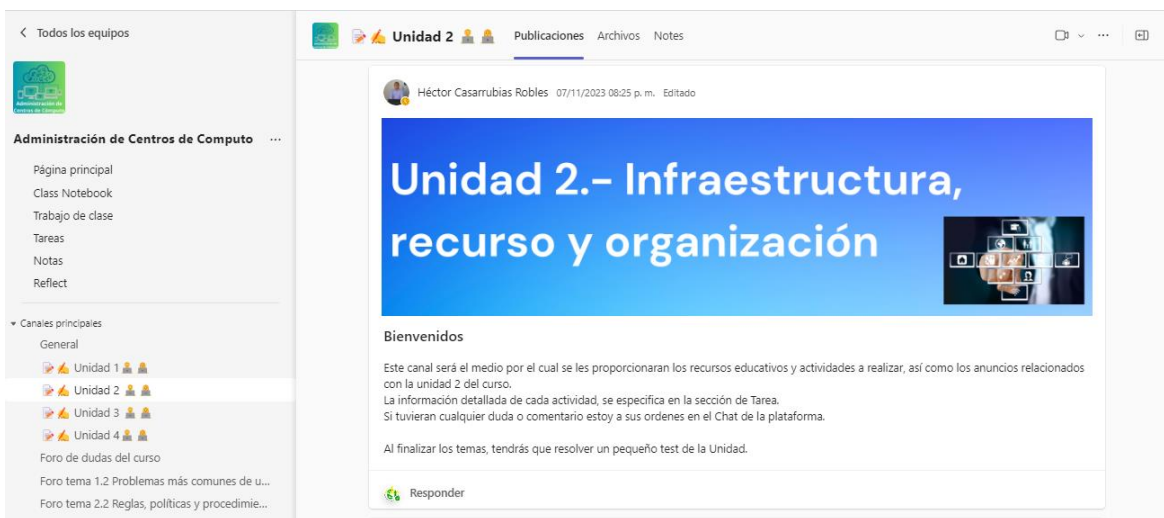 Todos los equipos
Administración de
Centros de Computo
Administración de Centros de Computo ...
Página principal
Class Notebook
Trabajo de clase
Tareas
Notas
Reflect
Canales principales
General
📝✍ Unidad 1
📝✍ Unidad 2
📝✍ Unidad 3
📝✍ Unidad 4
Foro de dudas del curso
Foro tema 1.2 Problemas más comunes de u...
Foro tema 2.2 Reglas, políticas y procedimie...
📝✍ Unidad 2 Publicaciones Archivos Notes
Héctor Casarrubias Robles 07/11/2023 08:25 p. m. Editado
Unidad 2.- Infraestructura,
recurso y organización
Bienvenidos
Este canal será el medio por el cual se les proporcionaran los recursos educativos y actividades a realizar, así como los anuncios relacionados
con la unidad 2 del curso.
La información detallada de cada actividad, se especifica en la sección de Tarea.
Si tuvieran cualquier duda o comentario estoy a sus ordenes en el Chat de la plataforma.
Al finalizar los temas, tendrás que resolver un pequeño test de la Unidad.
Responder